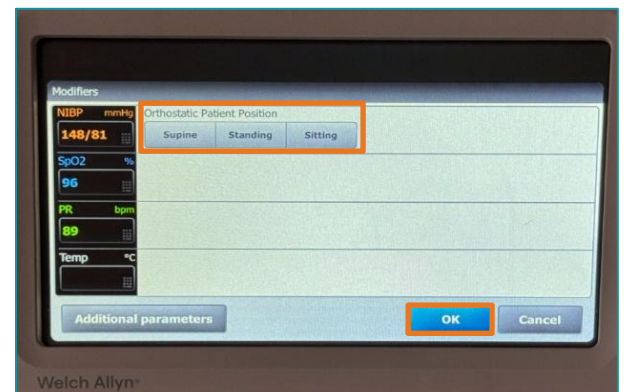 Modifiers
NIBP mmHg
148/81
Orthostatic Patient Position
Supine Standing Sitting
SpO2 %
96
PR bpm
89
Temp °C
Additional parameters OK Cancel
Welch Allyn®